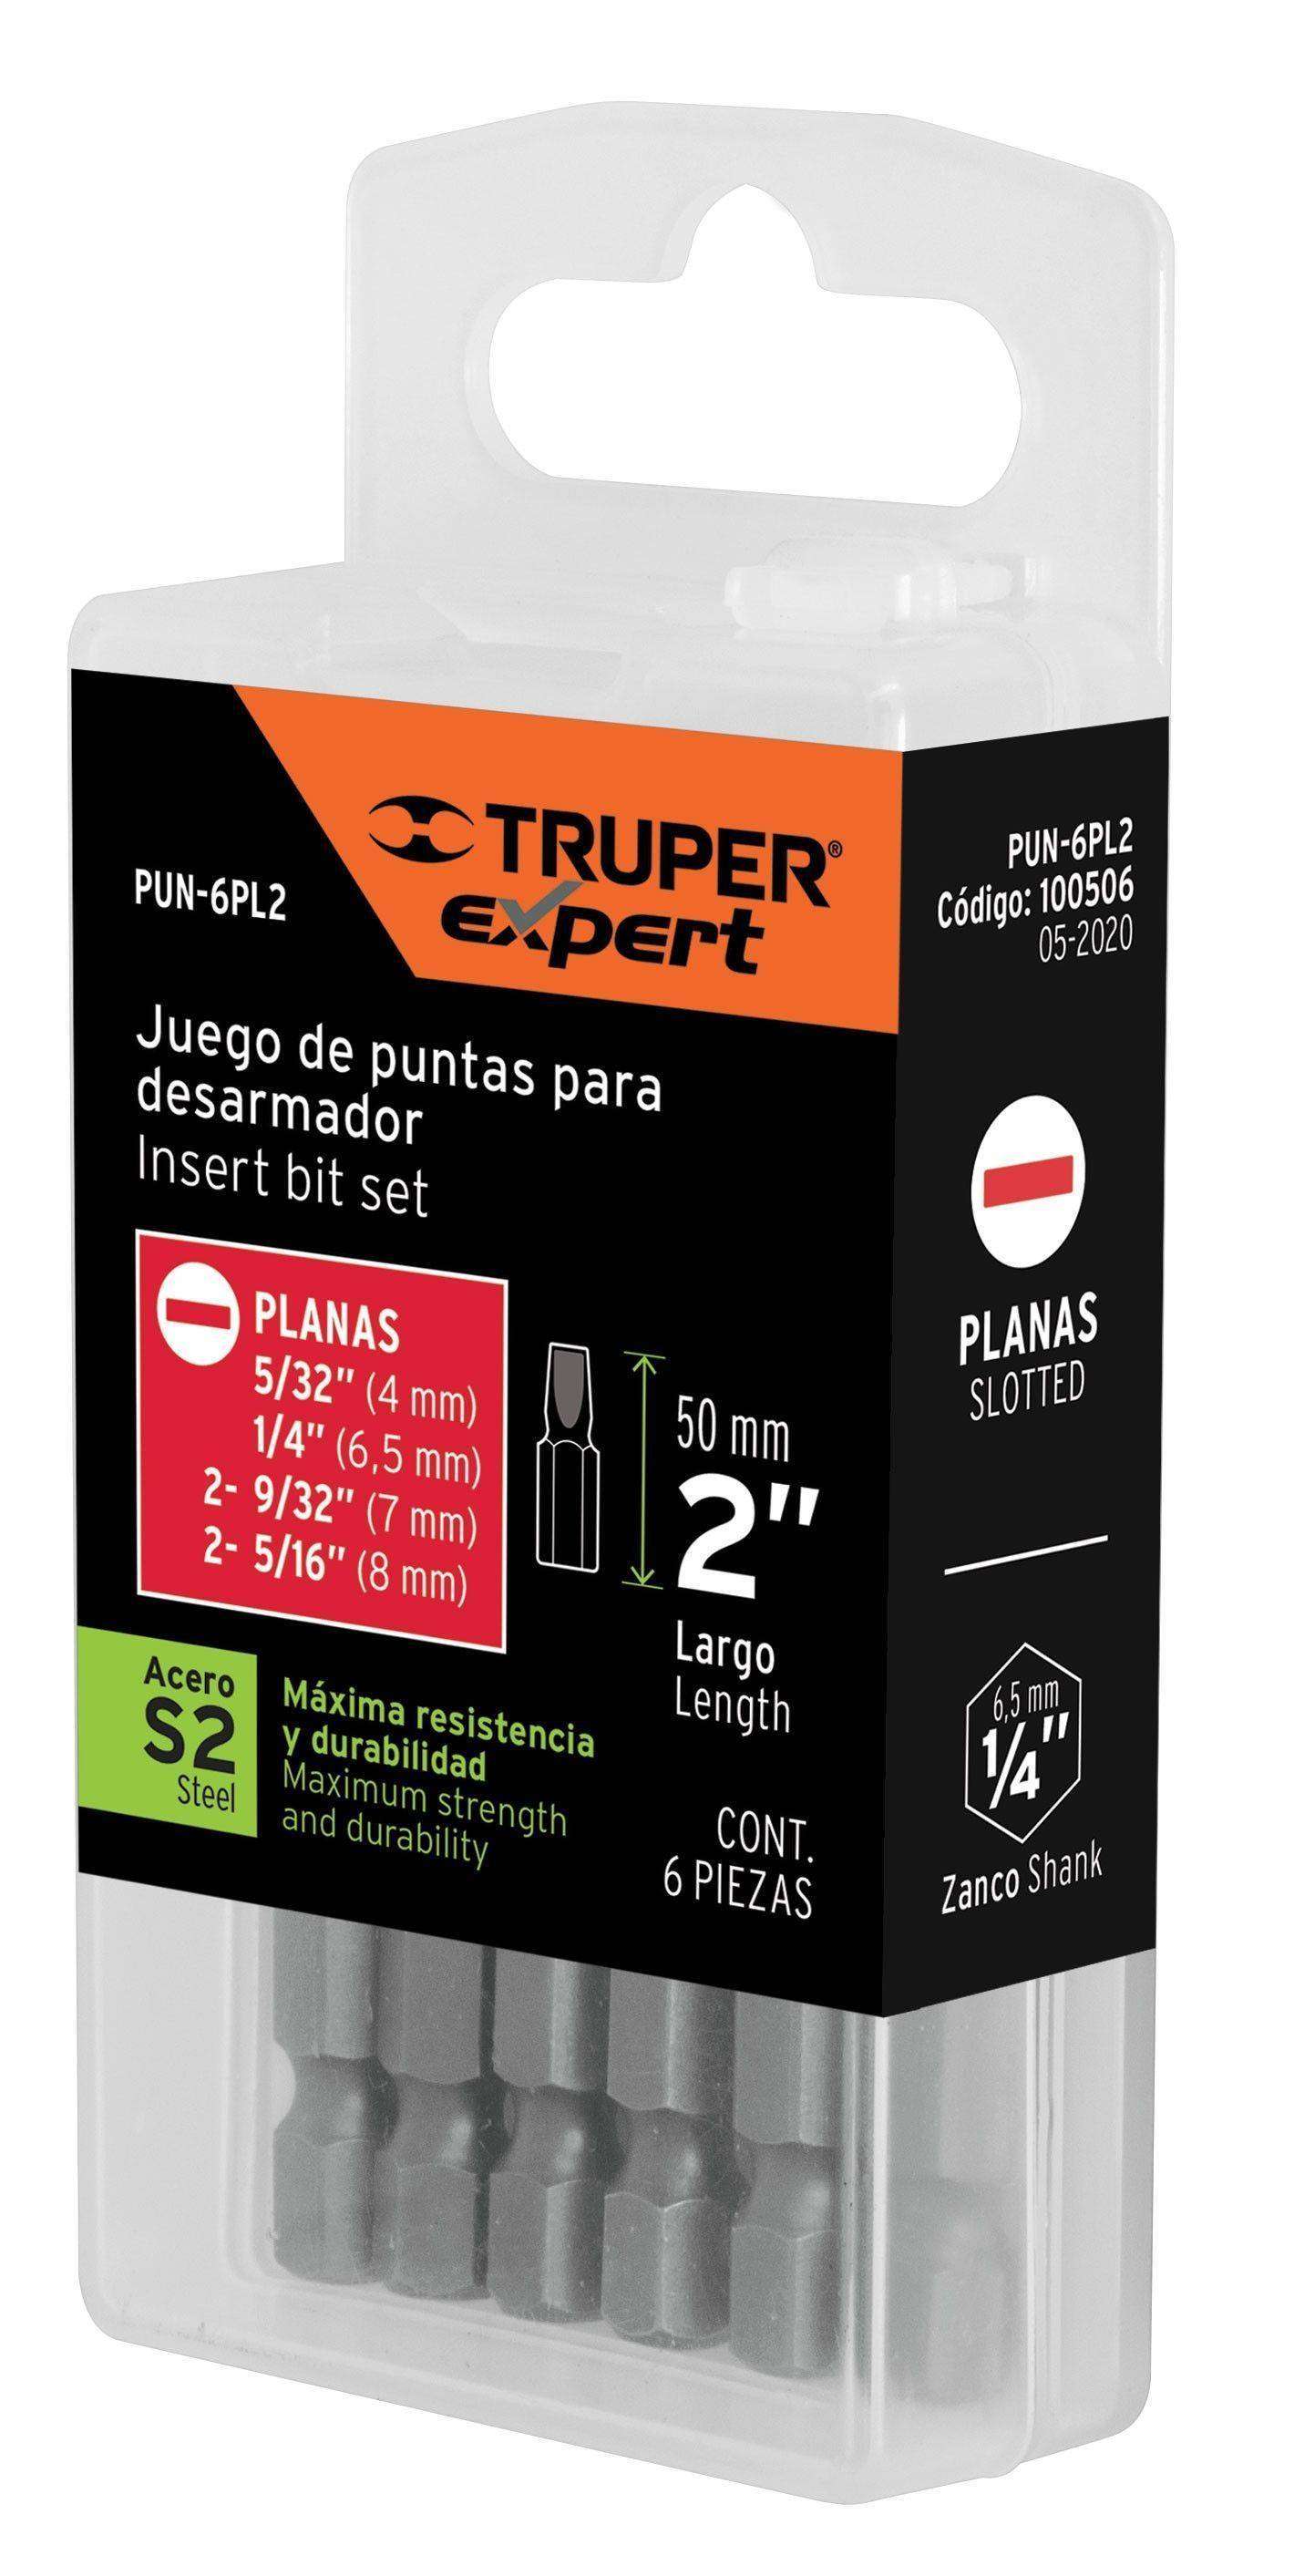 TRUPER®
expert
PUN-6PL2
Juego de puntas para
desarmador
Insert bit set
PLANAS
5/32" (4 mm)
1/4" (6,5 mm)
2- 9/32" (7 mm)
2- 5/16" (8 mm)
50 mm
2"
Largo
Length
Acero
S2
Steel
Máxima resistencia
y durabilidad
Maximum strength
and durability
CONT.
6 PIEZAS
PUN-6PL2
Código: 100506
05-2020
PLANAS
SLOTTED
6,5 mm
1/4"
Zanco Shank